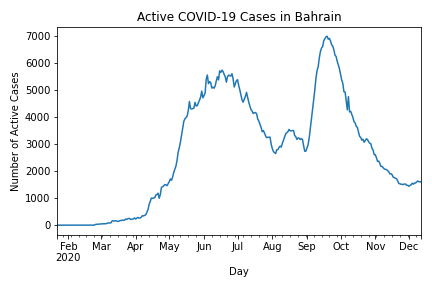 Active COVID-19 Cases in Bahrain
Number of Active Cases
7000
6000
5000
4000
3000
2000
1000
0
Feb Mar Apr May Jun Jul Aug Sep Oct Nov Dec
2020
Day